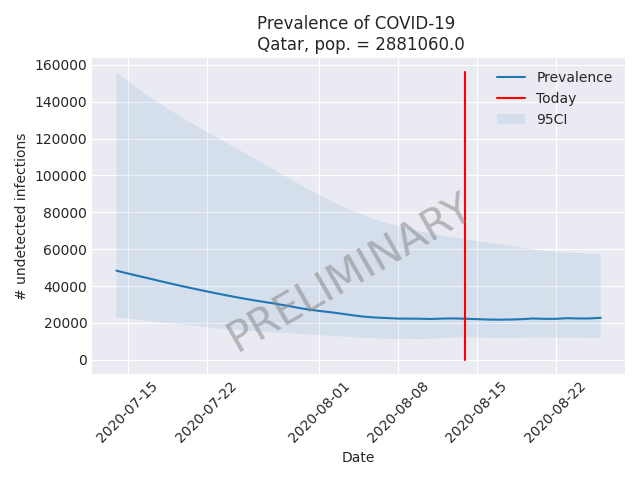 Prevalence of COVID-19
Qatar, pop. = 2881060.0
160000
140000
120000
100000
80000
60000
40000
20000
0
# undetected infections
Prevalence
Today
95CI
PRELIMINARY
2020-07-15
2020-07-22
2020-08-01
2020-08-08
2020-08-15
2020-08-22
Date